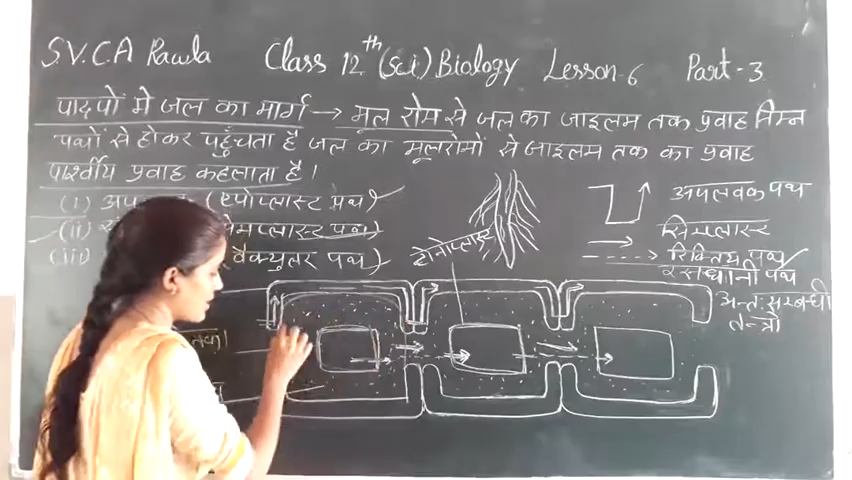 S.V.C.A Rawla Class 12th (sci) Biology Lesson-6 Part-3
पादपों मे जल का मार्ग → मूल रोम से जल का जाइलम तक प्रवाह निम्न
पथों से होकर पहुंचता है जल का मूलरोमों से जाइलम तक का प्रवाह
पार्श्वीय प्रवाह कहलाता है।
(i) (एपोप्लास्ट पथ)
(ii) सिमप्लास्ट पथ)
(iii) वैक्युलर पथ)
टोनोप्लास्ट
अपलवक पथ
सिमप्लास्ट
रिक्तिय पथ
रसधानी पथ
अन्तःसम्बन्धी
तन्त्र